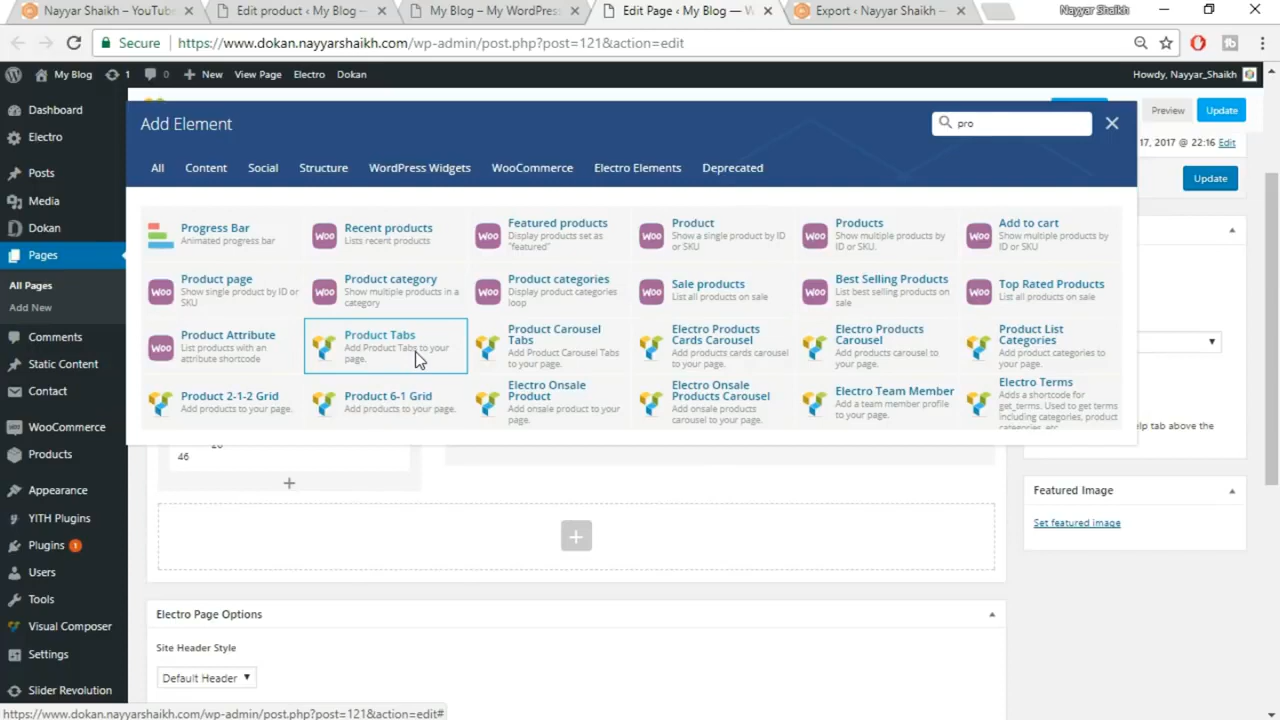 Nayyar Shaikh – YouTub
Edit product ‹ My Blog —
My Blog – My WordPress
Edit Page ‹ My Blog — W
Export ‹ Nayyar Shaikh —
Nayyar Shaikh
Secure
https://www.dokan.nayyarshaikh.com/wp-admin/post.php?post=121&action=edit
My Blog
1
0
New
View Page
Electro
Dokan
Howdy, Nayyar_Shaikh
Dashboard
Electro
Posts
Media
Dokan
Pages
All Pages
Add New
Comments
Static Content
Contact
WooCommerce
Products
Appearance
YITH Plugins
Plugins 1
Users
Tools
Visual Composer
Settings
Slider Revolution
Add Element
pro
All
Content
Social
Structure
WordPress Widgets
WooCommerce
Electro Elements
Deprecated
Progress Bar
Animated progress bar
Recent products
Lists recent products
Featured products
Display products set as
"featured"
Product
Show a single product by ID
or SKU
Products
Show multiple products by
ID or SKU.
Add to cart
Show multiple products by
ID or SKU
Product page
Show single product by ID or
SKU
Product category
Show multiple products in a
category
Product categories
Display product categories
loop
Sale products
List all products on sale
Best Selling Products
List best selling products on
sale
Top Rated Products
List all products on sale
Product Attribute
List products with an
attribute shortcode
Product Tabs
Add Product Tabs to your
page.
Product Carousel
Tabs
Add Product Carousel Tabs
to your page.
Electro Products
Cards Carousel
Add products cards carousel
to your page.
Electro Products
Carousel
Add products carousel to
your page.
Product List
Categories
Add product categories to
your page.
Product 2-1-2 Grid
Add products to your page.
Product 6-1 Grid
Add products to your page.
Electro Onsale
Product
Add onsale product to your
page.
Electro Onsale
Products Carousel
Add onsale products
carousel to your page.
Electro Team Member
Add a team member profile
to your page.
Electro Terms
Adds a shortcode for
get_terms. Used to get terms
including categories, product
categories, etc.
Preview
Update
17, 2017 @ 22:16 Edit
Update
elp tab above the
46
Featured Image
Set featured image
Electro Page Options
Site Header Style
Default Header
https://www.dokan.nayyarshaikh.com/wp-admin/post.php?post=121&action=edit#